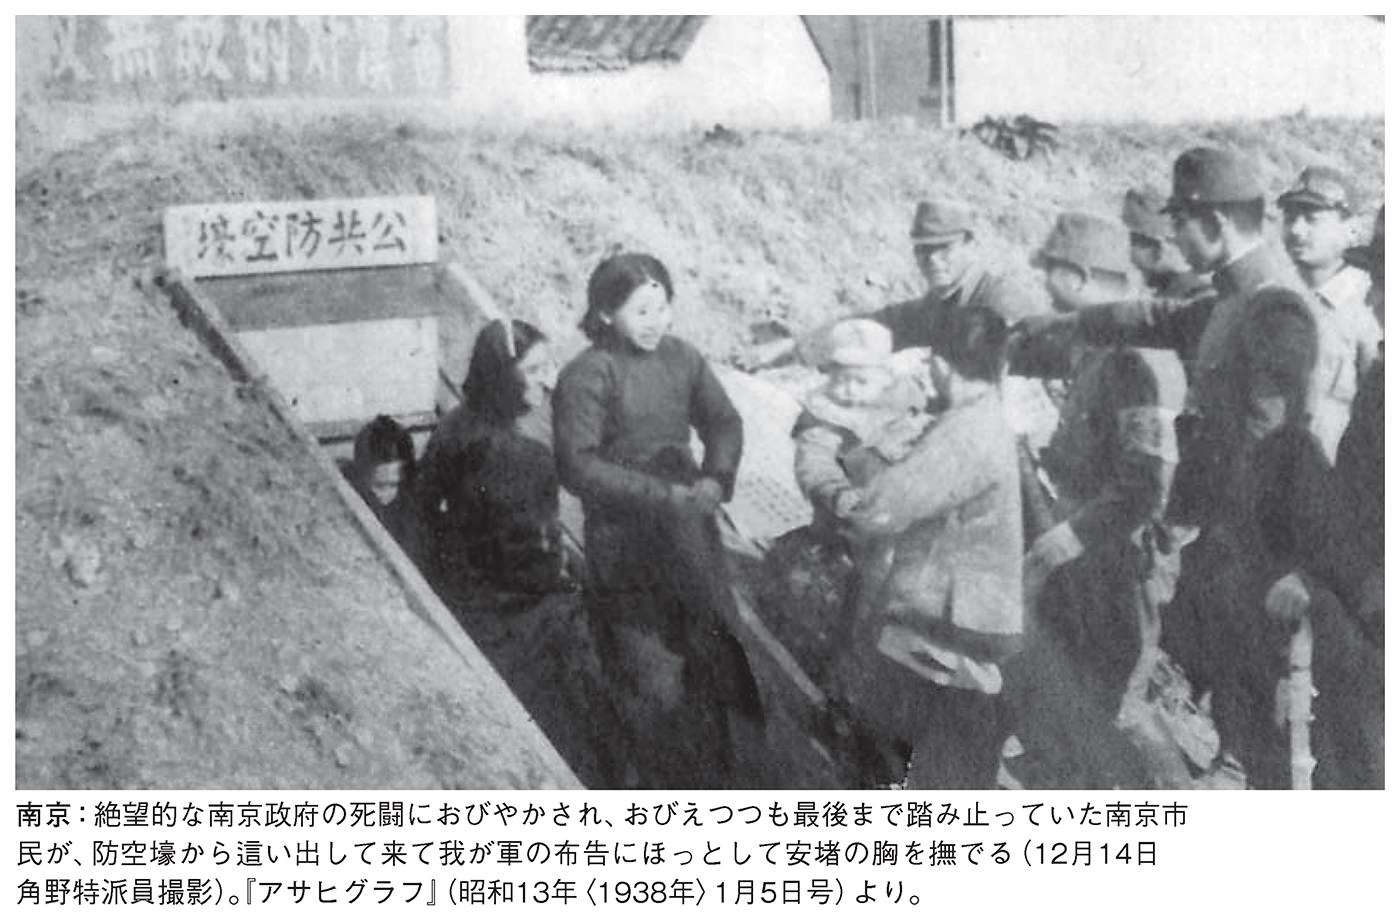 公共防空壕
南京：絶望的な南京政府の死闘におびやかされ、おびえつつも最後まで踏み止っていた南京市
民が、防空壕から這い出して来て我が軍の布告にほっとして安堵の胸を撫でる（12月14日
角野特派員撮影）。『アサヒグラフ』（昭和13年〈1938年〉1月5日号）より。